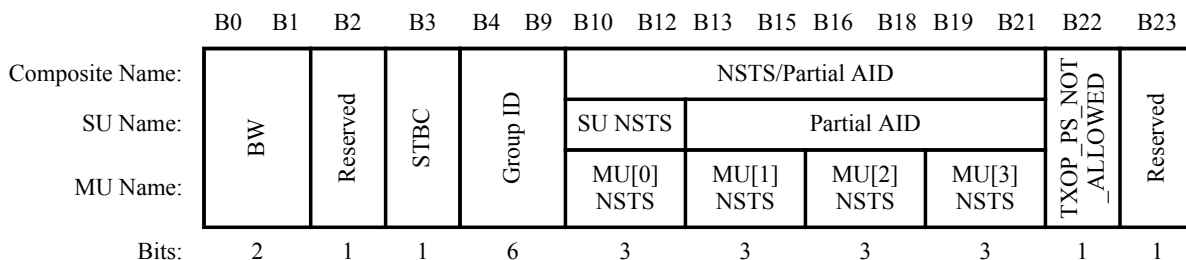 B0 B1 B2 B3 B4 B9 B10 B12 B13 B15 B16 B18 B19 B21 B22 B23
Composite Name:
SU Name:
MU Name:
BW
Reserved
STBC
Group ID
NSTS/Partial AID
SU NSTS
Partial AID
MU[0]
NSTS
MU[1]
NSTS
MU[2]
NSTS
MU[3]
NSTS
TXOP_PS_NOT
_ALLOWED
Reserved
Bits: 2 1 1 6 3 3 3 3 1 1